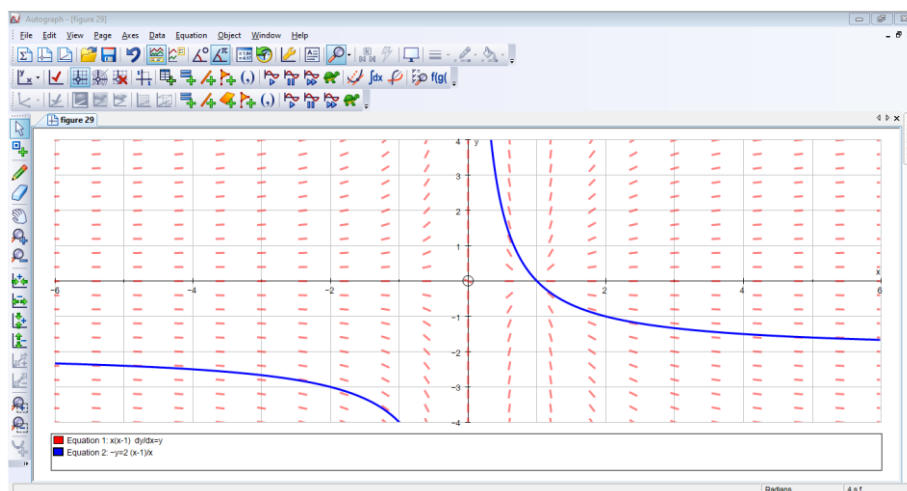 Autograph - [figure 29]
File Edit View Page Axes Data Equation Object Window Help
figure 29
y
x
4
3
2
1
−1
−2
−3
−4
−6 −4 −2 2 4 6
Equation 1: x(x-1) dy/dx=y
Equation 2: −y=2 (x-1)/x
Radians 4 s.f.